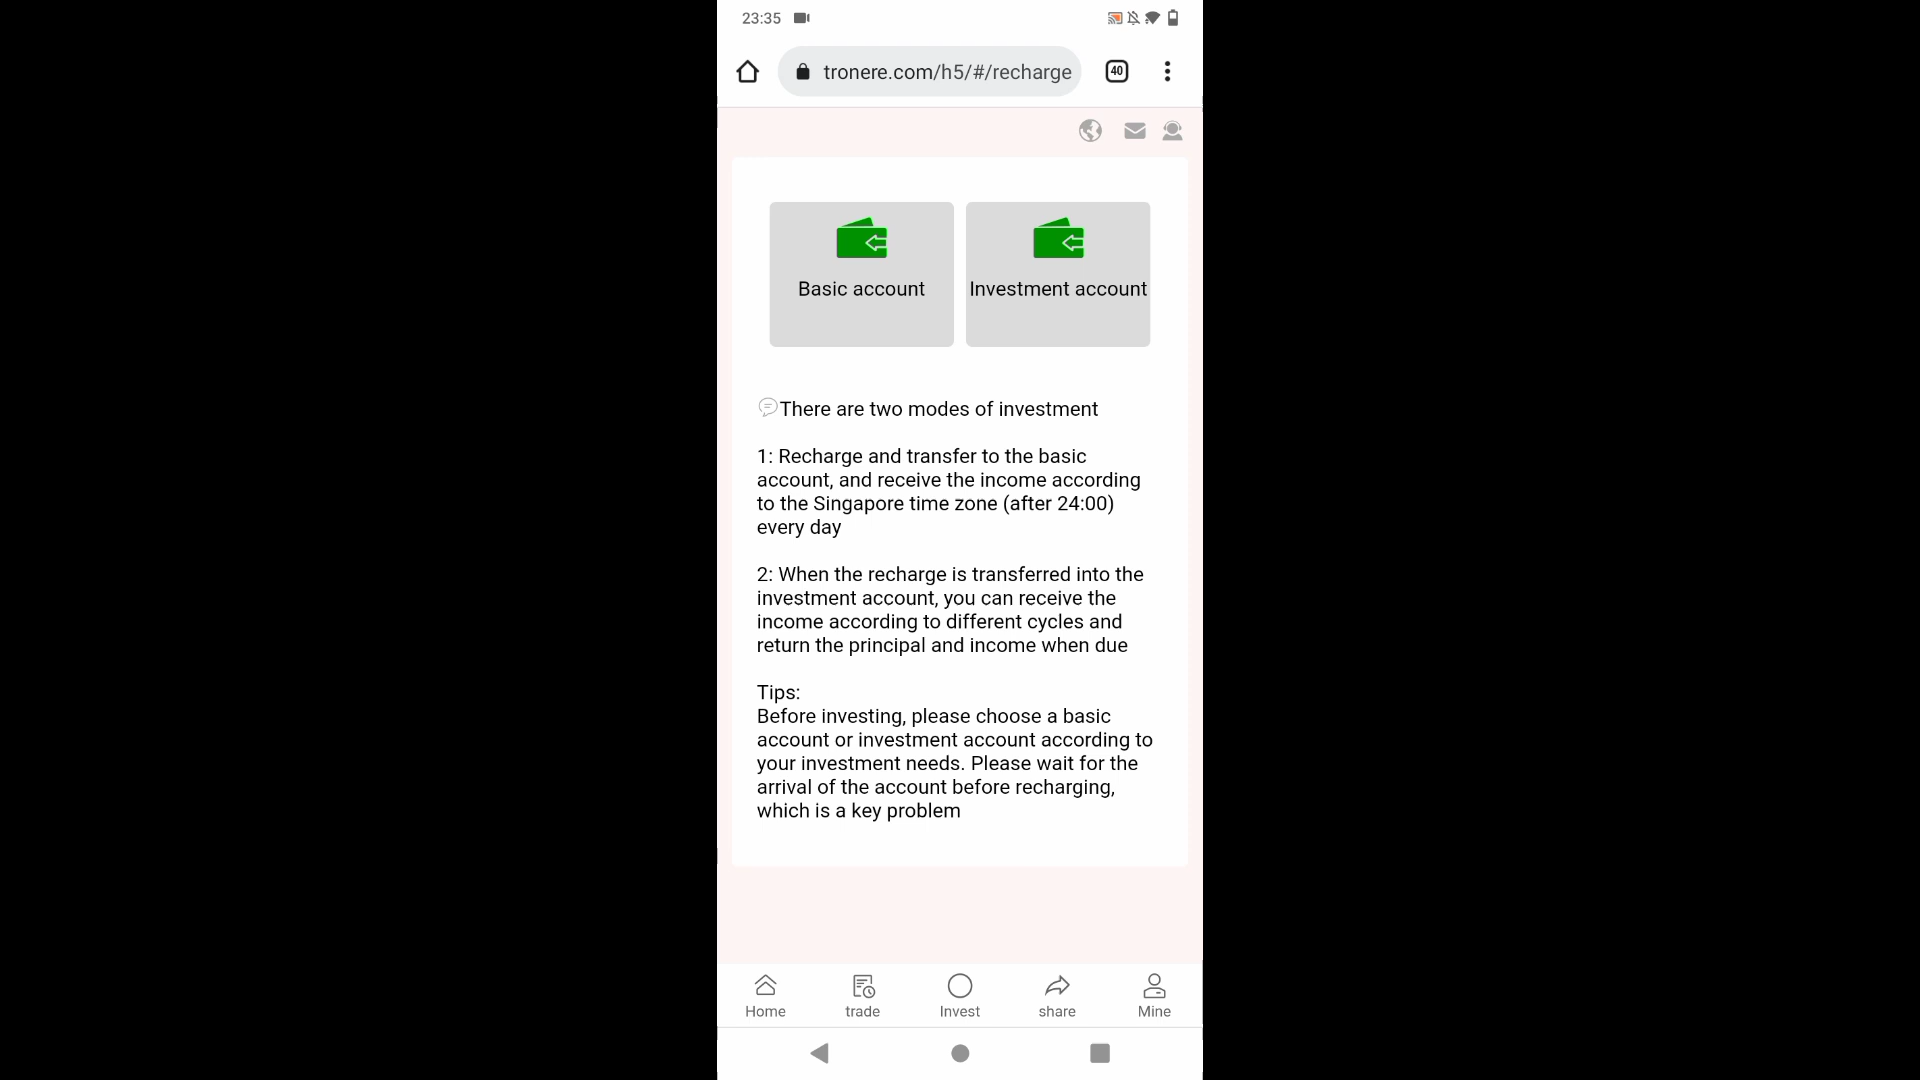 23:35
tronere.com/h5/#/recharge
40
Basic account
Investment account
There are two modes of investment
1: Recharge and transfer to the basic
account, and receive the income according
to the Singapore time zone (after 24:00)
every day
2: When the recharge is transferred into the
investment account, you can receive the
income according to different cycles and
return the principal and income when due
Tips:
Before investing, please choose a basic
account or investment account according to
your investment needs. Please wait for the
arrival of the account before recharging,
which is a key problem
Home
trade
Invest
share
Mine